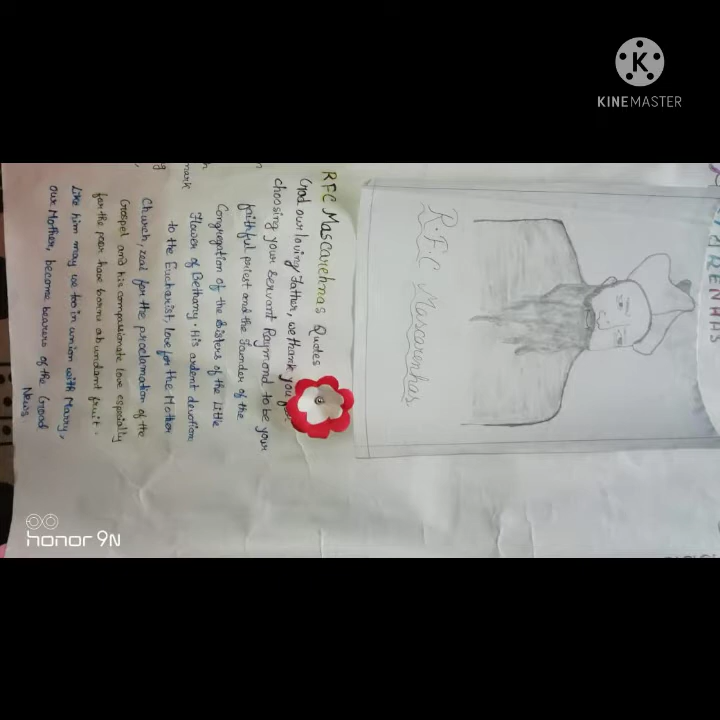 KINEMASTER
RENHAS
R.F.C Mascarenhas.
RFC Mascarehnas Quotes
God our loving Father, we thank you for
choosing your servant Raymond to be your
faithful priest and the Founder of the
Congregation of the Sisters of the Little
Flower of Bethany. His ardent devotion
to the Eucharist, love for the Mother
Church, zeal for the proclamation of the
Gospel and his compassionate love especially
for the poor have borne abundant fruit.
Like him may we too in union with Marry,
our Mother, become bearers of the Good
News.
honor 9N